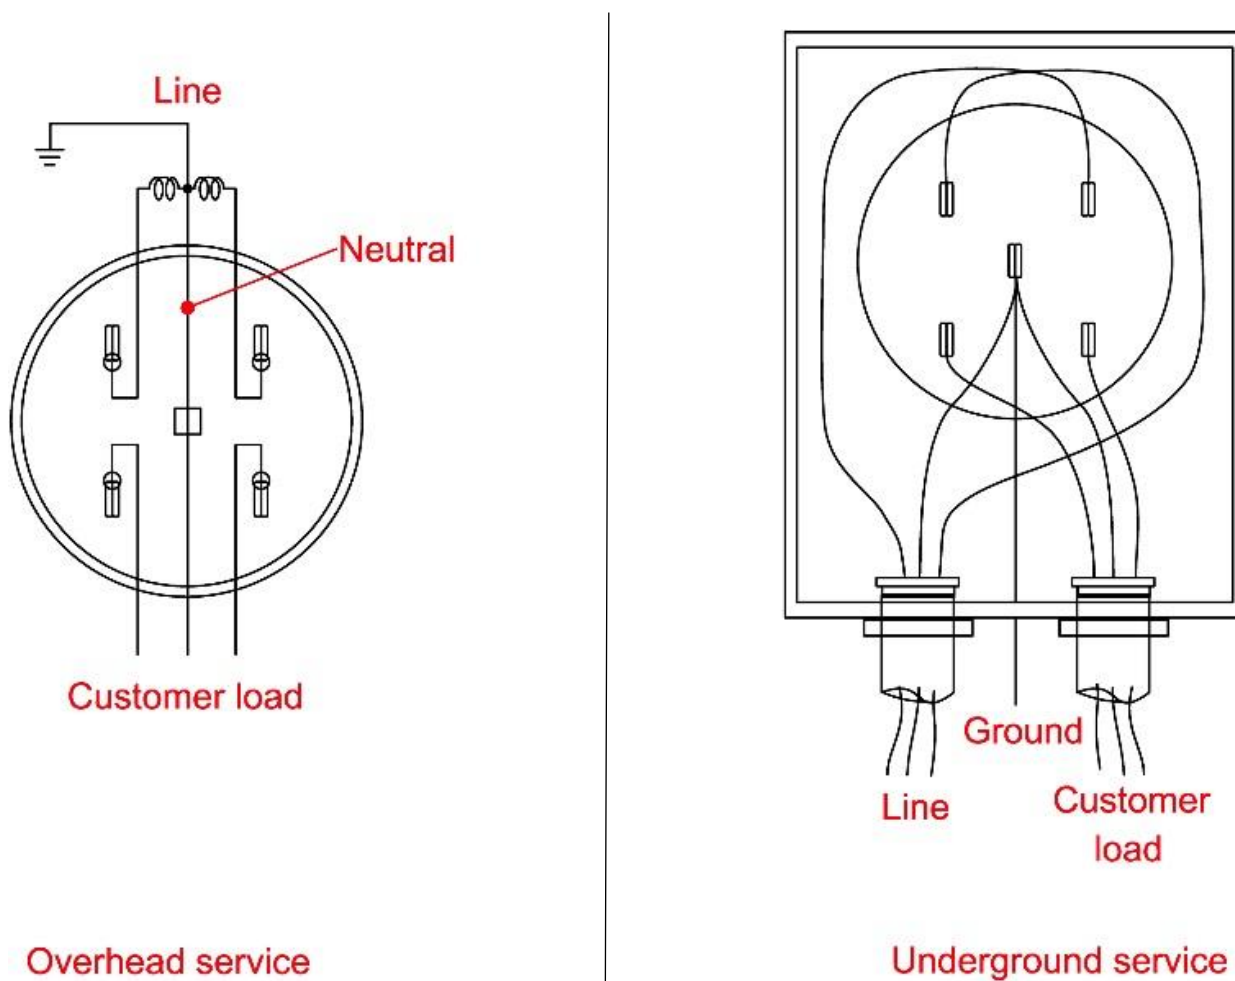 Line
Neutral
Customer load
Overhead service
Ground
Line
Customer
load
Underground service